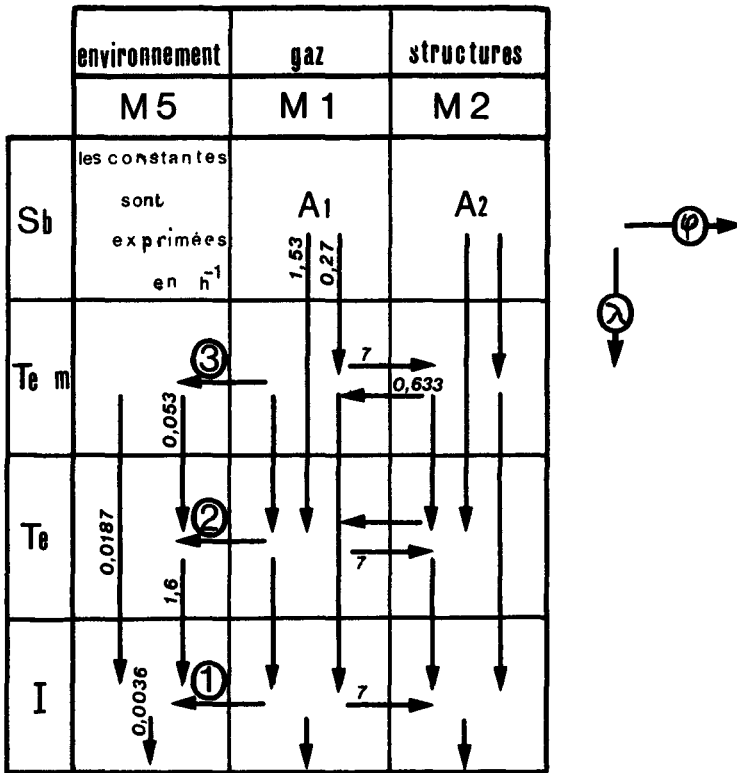 environnement gaz structures
M5 M1 M2
les constantes
sont
exprimées
en h⁻¹
Sb A1 A2
1,53 0,27
φ
λ
Te m ③ 7
0,633
0,053
Te ②
7
0,0187 1,6
I ① 7
0,0036